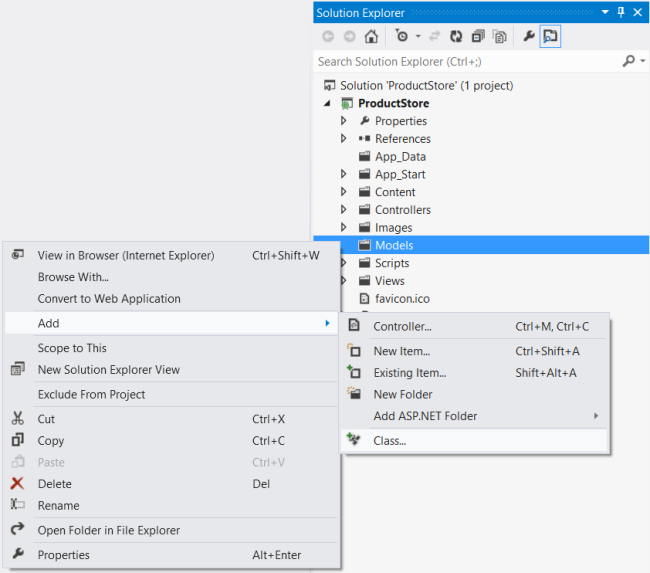 Solution Explorer
Search Solution Explorer (Ctrl+;)
Solution 'ProductStore' (1 project)
ProductStore
Properties
References
App_Data
App_Start
Content
Controllers
Images
Models
Scripts
Views
favicon.ico
View in Browser (Internet Explorer) Ctrl+Shift+W
Browse With...
Convert to Web Application
Add
Scope to This
New Solution Explorer View
Exclude From Project
Cut Ctrl+X
Copy Ctrl+C
Paste Ctrl+V
Delete Del
Rename
Open Folder in File Explorer
Properties Alt+Enter
Controller... Ctrl+M, Ctrl+C
New Item... Ctrl+Shift+A
Existing Item... Shift+Alt+A
New Folder
Add ASP.NET Folder
Class...